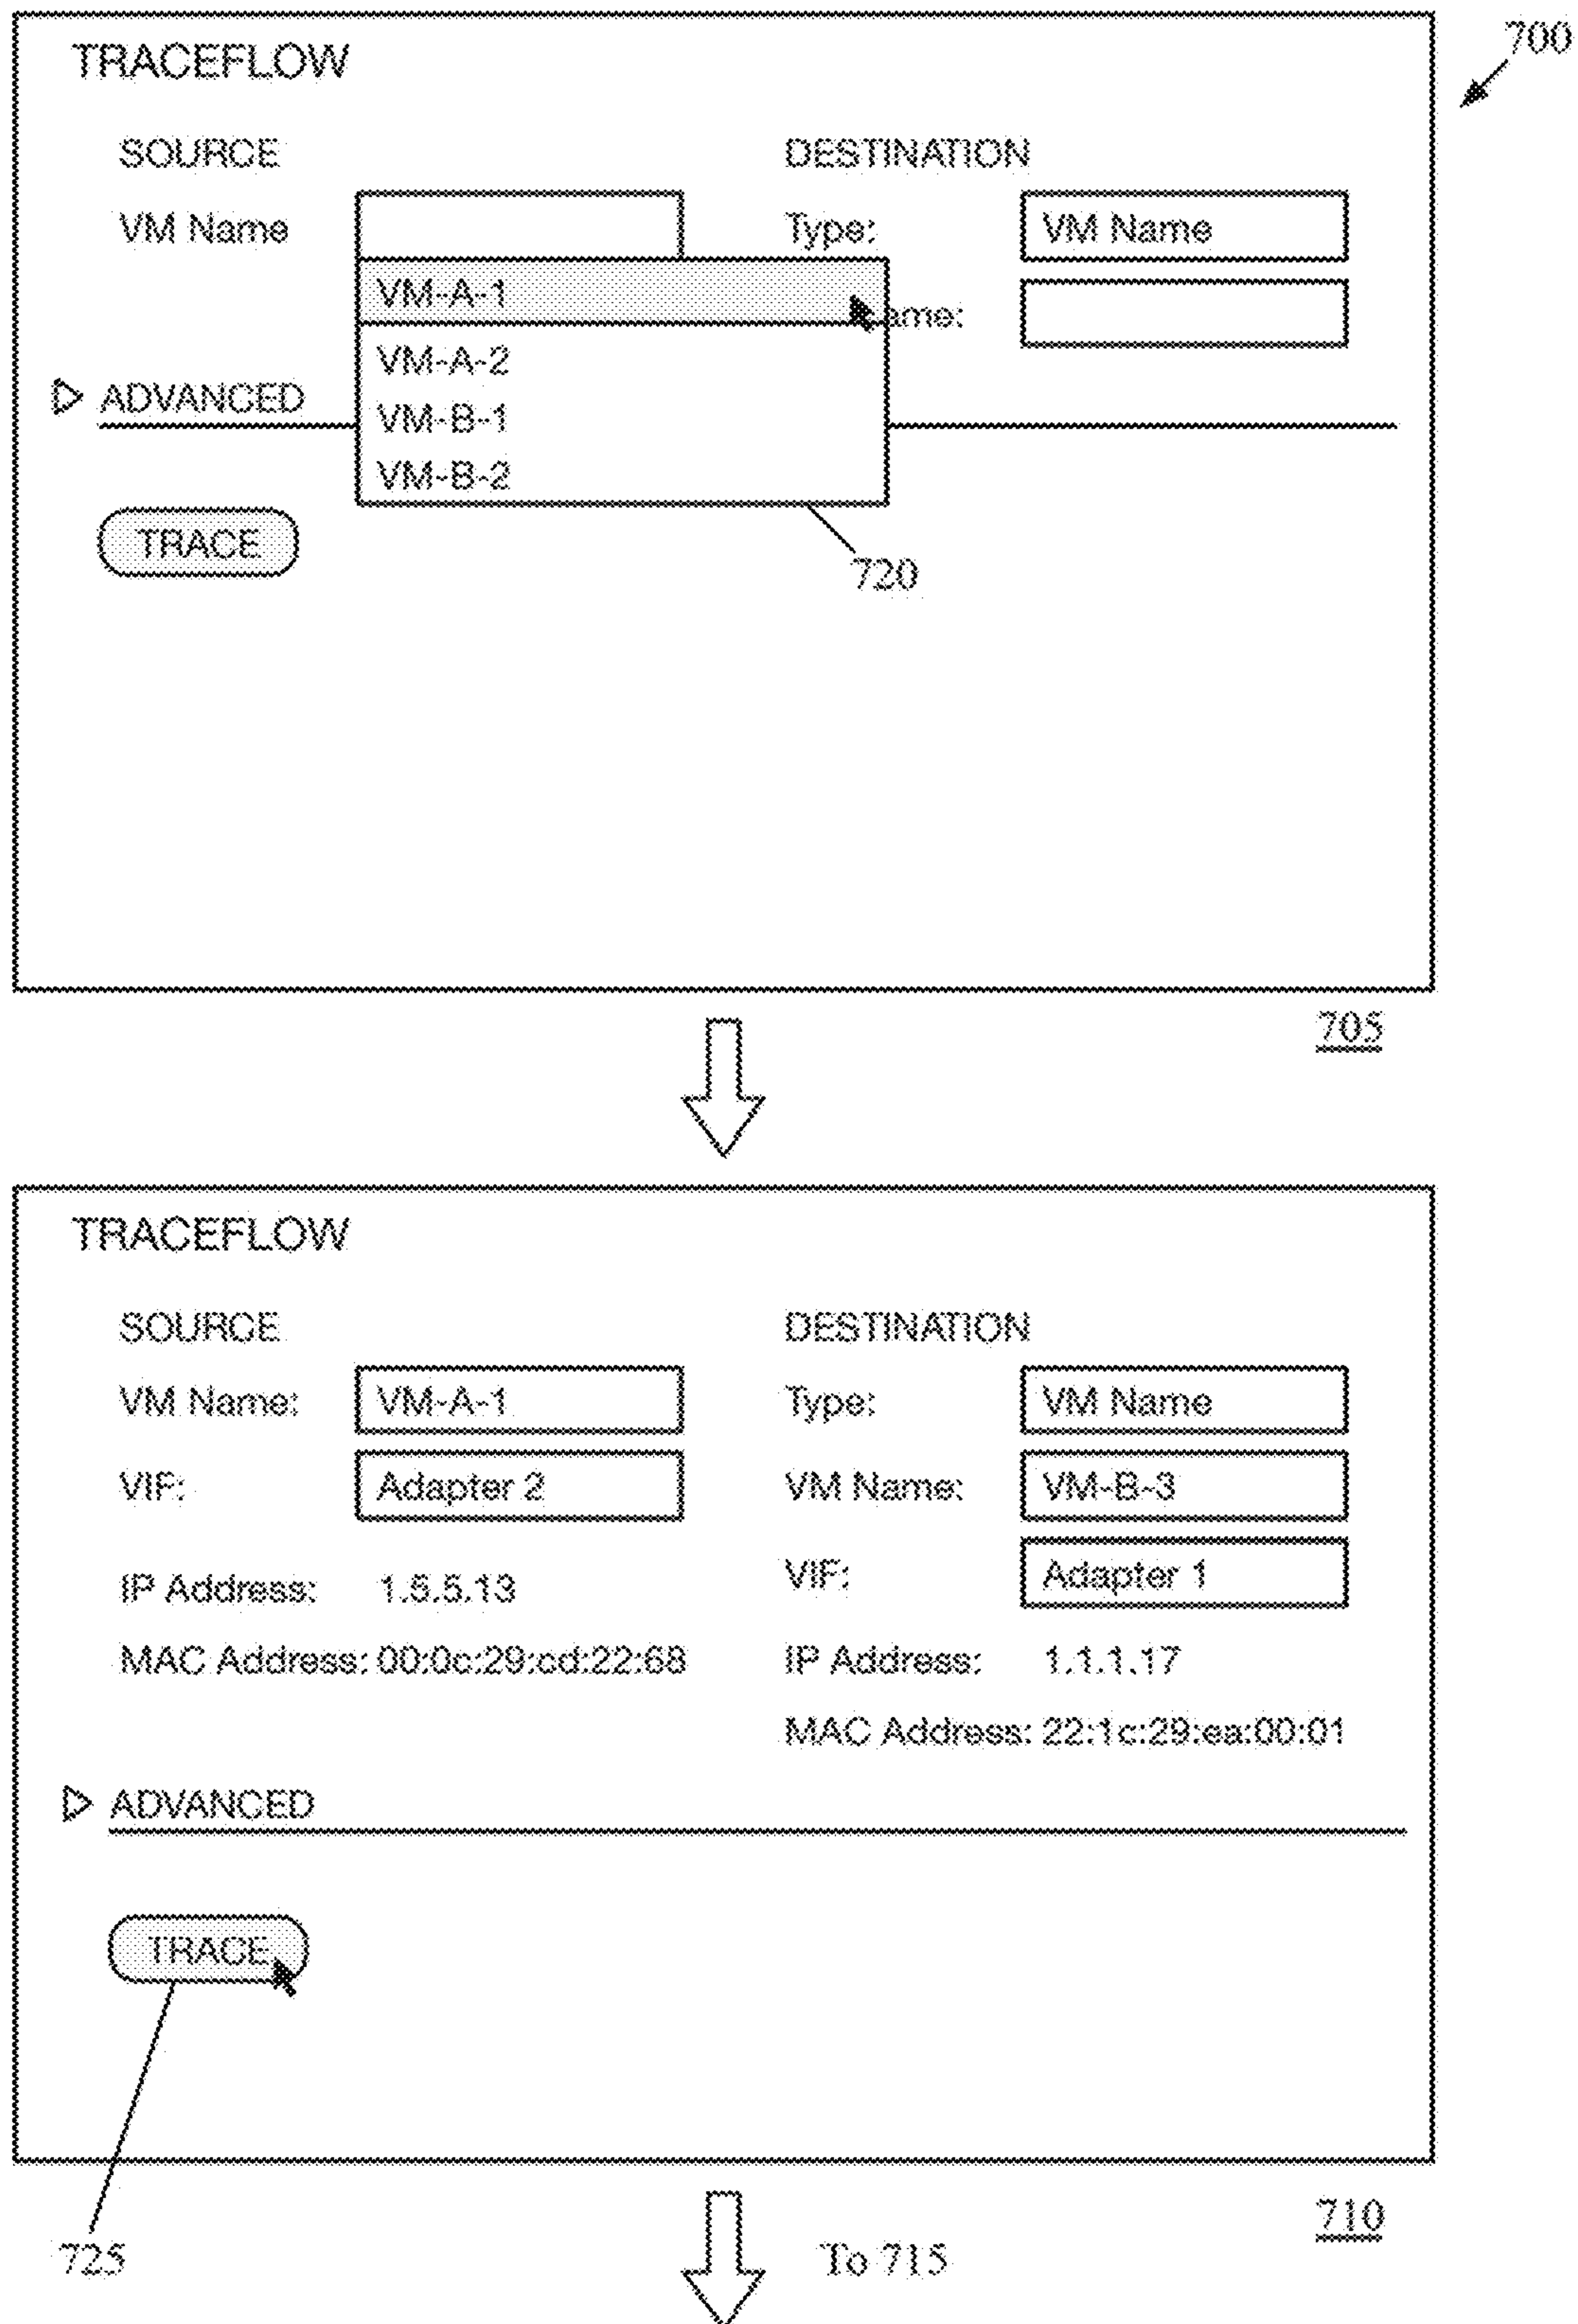 700
TRACEFLOW
SOURCE
DESTINATION
VM Name
Type:
VM Name
VM-A-1
ame:
VM-A-2
ADVANCED
VM-B-1
VM-B-2
TRACE
720
705
TRACEFLOW
SOURCE
DESTINATION
VM Name:
VM-A-1
Type:
VM Name
VIF:
Adapter 2
VM Name:
VM-B-3
VIF:
Adapter 1
IP Address:
1.5.5.13
MAC Address: 00:0c:29:cd:22:68
IP Address:
1.1.1.17
MAC Address: 22:1c:29:ea:00:01
ADVANCED
TRACE
710
725
To 715